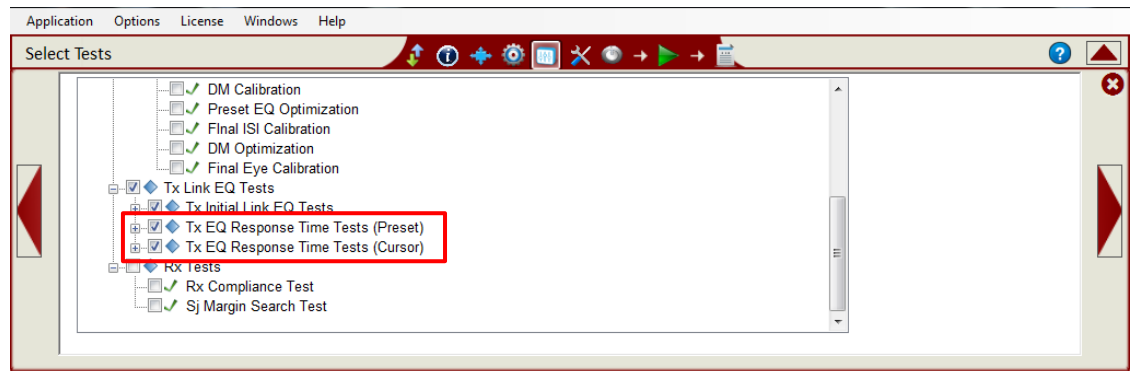 Application Options License Windows Help
Select Tests
DM Calibration
Preset EQ Optimization
FInal ISI Calibration
DM Optimization
Final Eye Calibration
Tx Link EQ Tests
Tx Initial Link EQ Tests
Tx EQ Response Time Tests (Preset)
Tx EQ Response Time Tests (Cursor)
Rx Tests
Rx Compliance Test
Sj Margin Search Test